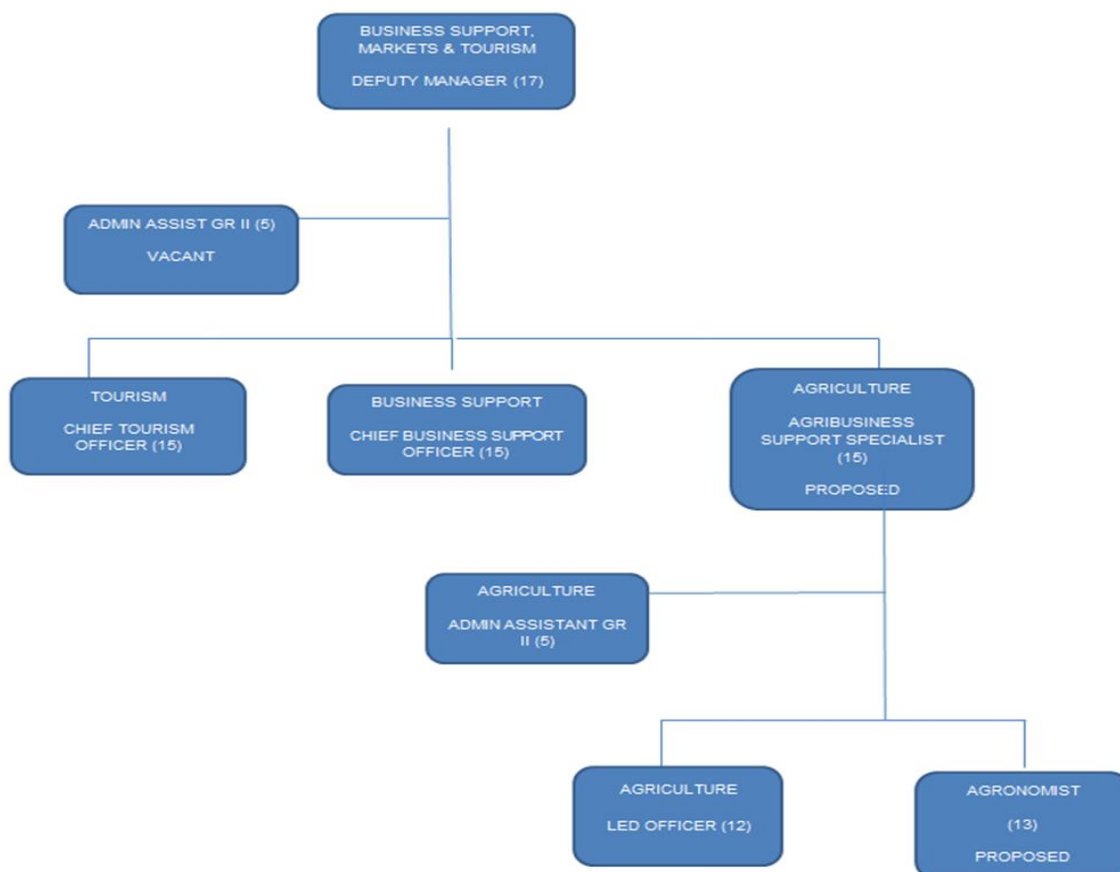 BUSINESS SUPPORT,
MARKETS & TOURISM
DEPUTY MANAGER (17)
ADMIN ASSIST GR II (5)
VACANT
TOURISM
CHIEF TOURISM
OFFICER (15)
BUSINESS SUPPORT
CHIEF BUSINESS SUPPORT
OFFICER (15)
AGRICULTURE
AGRIBUSINESS
SUPPORT SPECIALIST
(15)
PROPOSED
AGRICULTURE
ADMIN ASSISTANT GR
II (5)
AGRICULTURE
LED OFFICER (12)
AGRONOMIST
(13)
PROPOSED